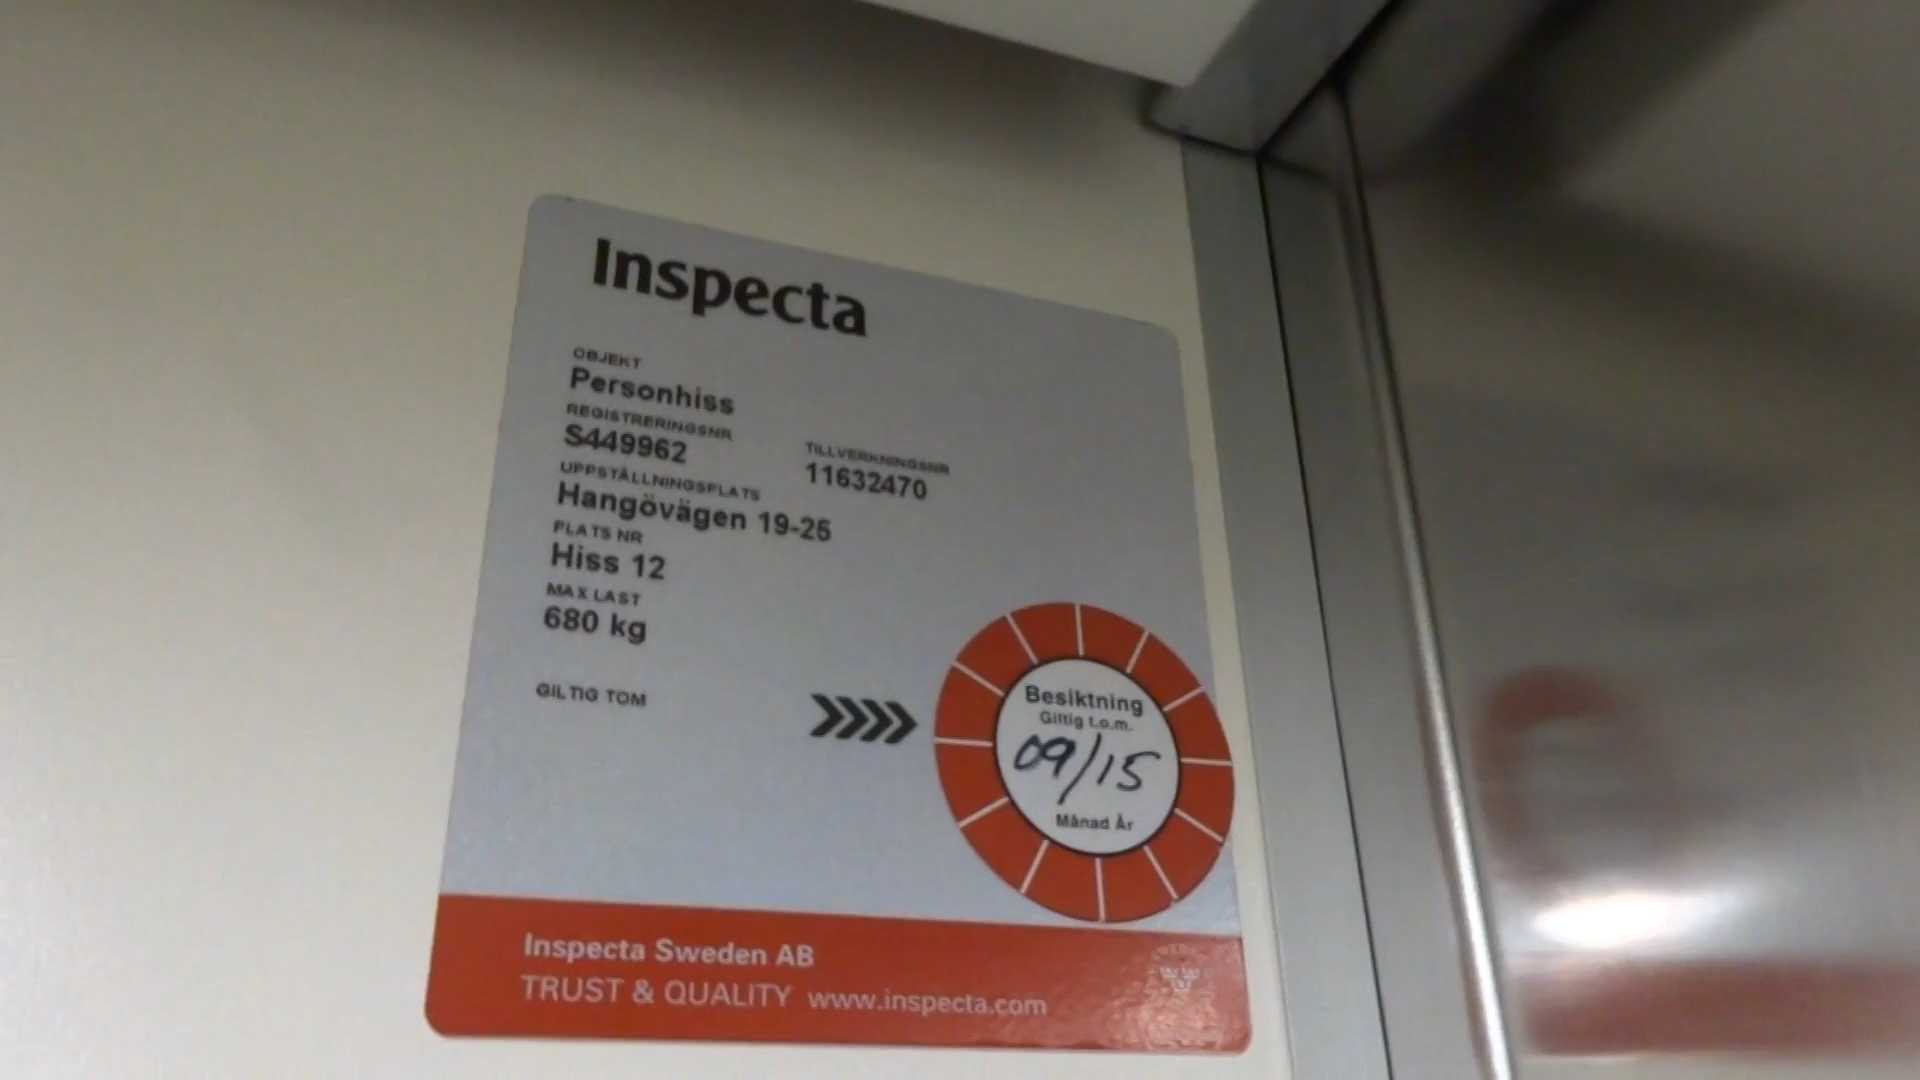 Inspecta
OBJEKT
Personhiss
REGISTRERINGSNR
S449962
TILLVERKNINGSNR
11632470
UPPSTÄLLNINGSPLATS
Hangövägen 19-25
PLATS NR
Hiss 12
MAX LAST
680 kg
GILTIG TOM
Besiktning
Giltig t.o.m.
09/15
Månad År
Inspecta Sweden AB
TRUST & QUALITY www.inspecta.com